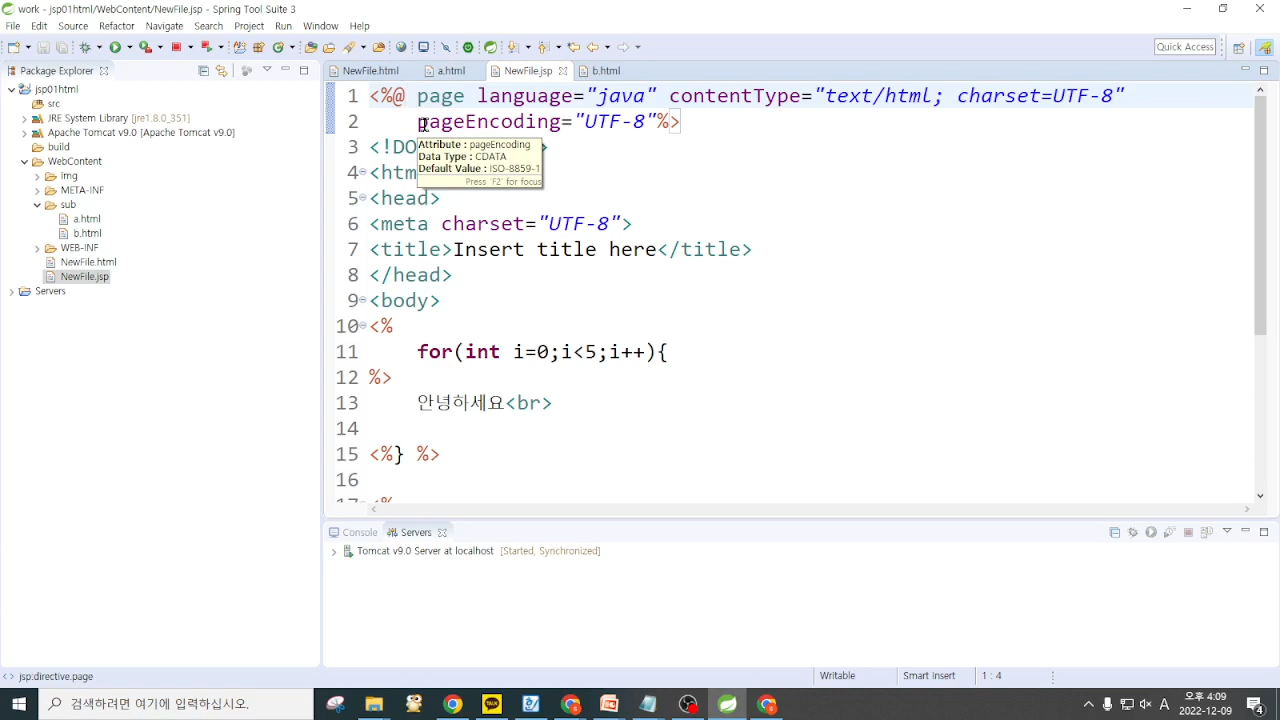 work - jsp01html/WebContent/NewFile.jsp - Spring Tool Suite 3
File Edit Source Refactor Navigate Search Project Run Window Help
Quick Access
Package Explorer
NewFile.html a.html NewFile.jsp b.html
jsp01html
src
JRE System Library [jre1.8.0_351]
Apache Tomcat v9.0 [Apache Tomcat v9.0]
build
WebContent
img
META-INF
sub
a.html
b.html
WEB-INF
NewFile.html
NewFile.jsp
Servers
1 <%@ page language="java" contentType="text/html; charset=UTF-8"
2 pageEncoding="UTF-8"%>
3 <!DO >
Attribute : pageEncoding
Data Type : CDATA
Default Value : ISO-8859-1
Press 'F2' for focus
4 <htm
5 <head>
6 <meta charset="UTF-8">
7 <title>Insert title here</title>
8 </head>
9 <body>
10 <%
11 for(int i=0;i<5;i++){
12 %>
13 안녕하세요<br>
14
15 <%} %>
16
17 <%
Console Servers
Tomcat v9.0 Server at localhost [Started, Synchronized]
jsp:directive.page
Writable Smart Insert 1 : 4
검색하려면 여기에 입력하십시오.
TALK
A 오후 4:09
2022-12-09
4